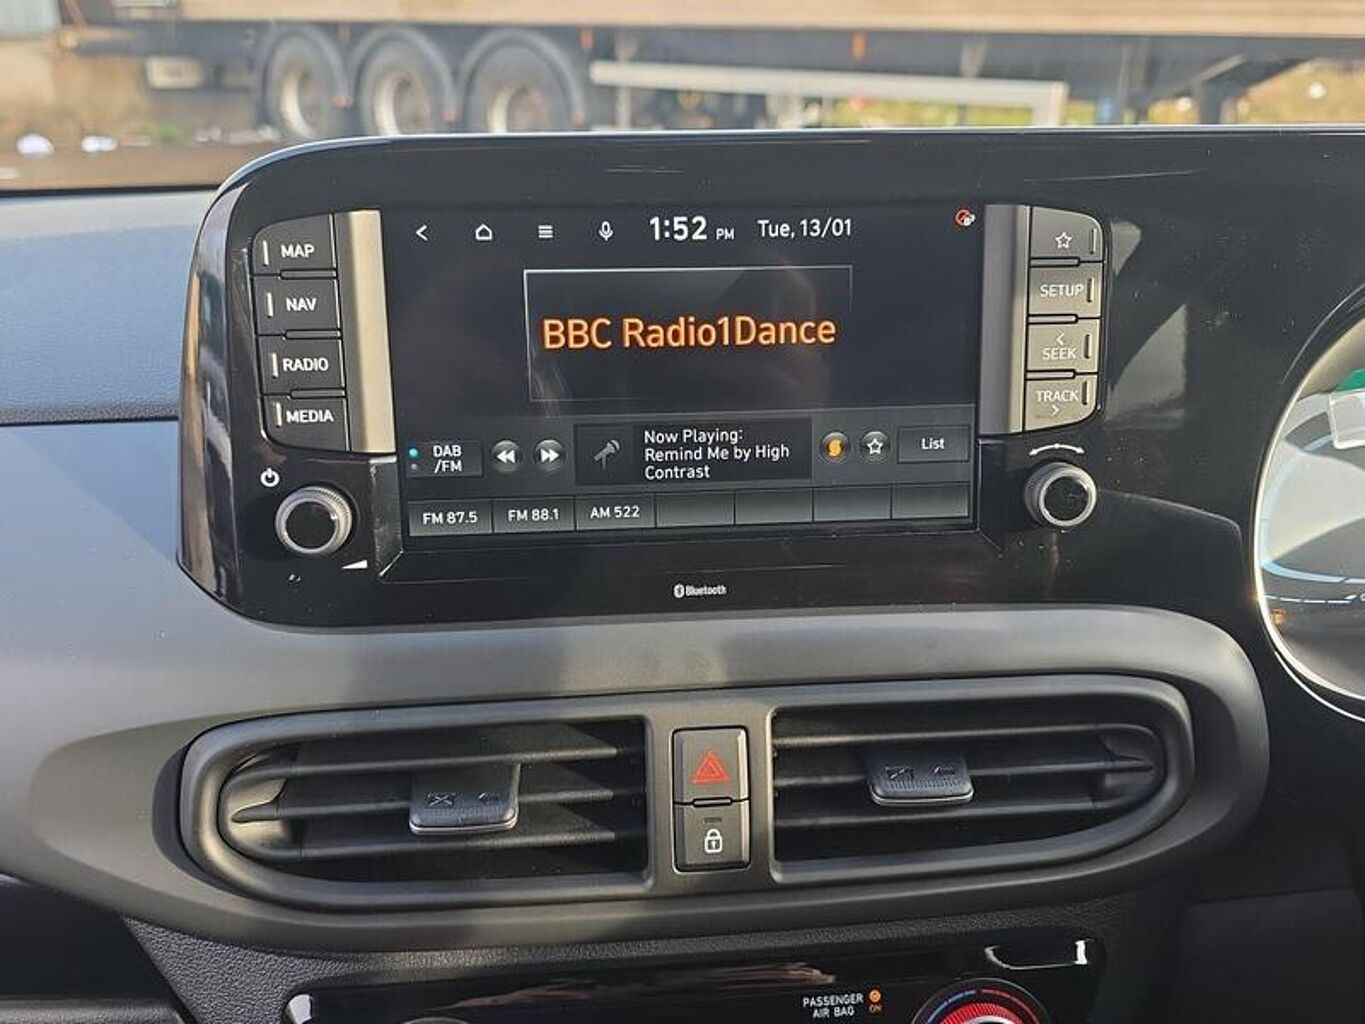 1:52 PM Tue, 13/01
MAP
NAV
RADIO
MEDIA
BBC Radio1Dance
SETUP
SEEK
TRACK
DAB
/FM
Now Playing:
Remind Me by High
Contrast
List
FM 87.5 FM 88.1 AM 522
Bluetooth
PASSENGER
AIR BAG
ON